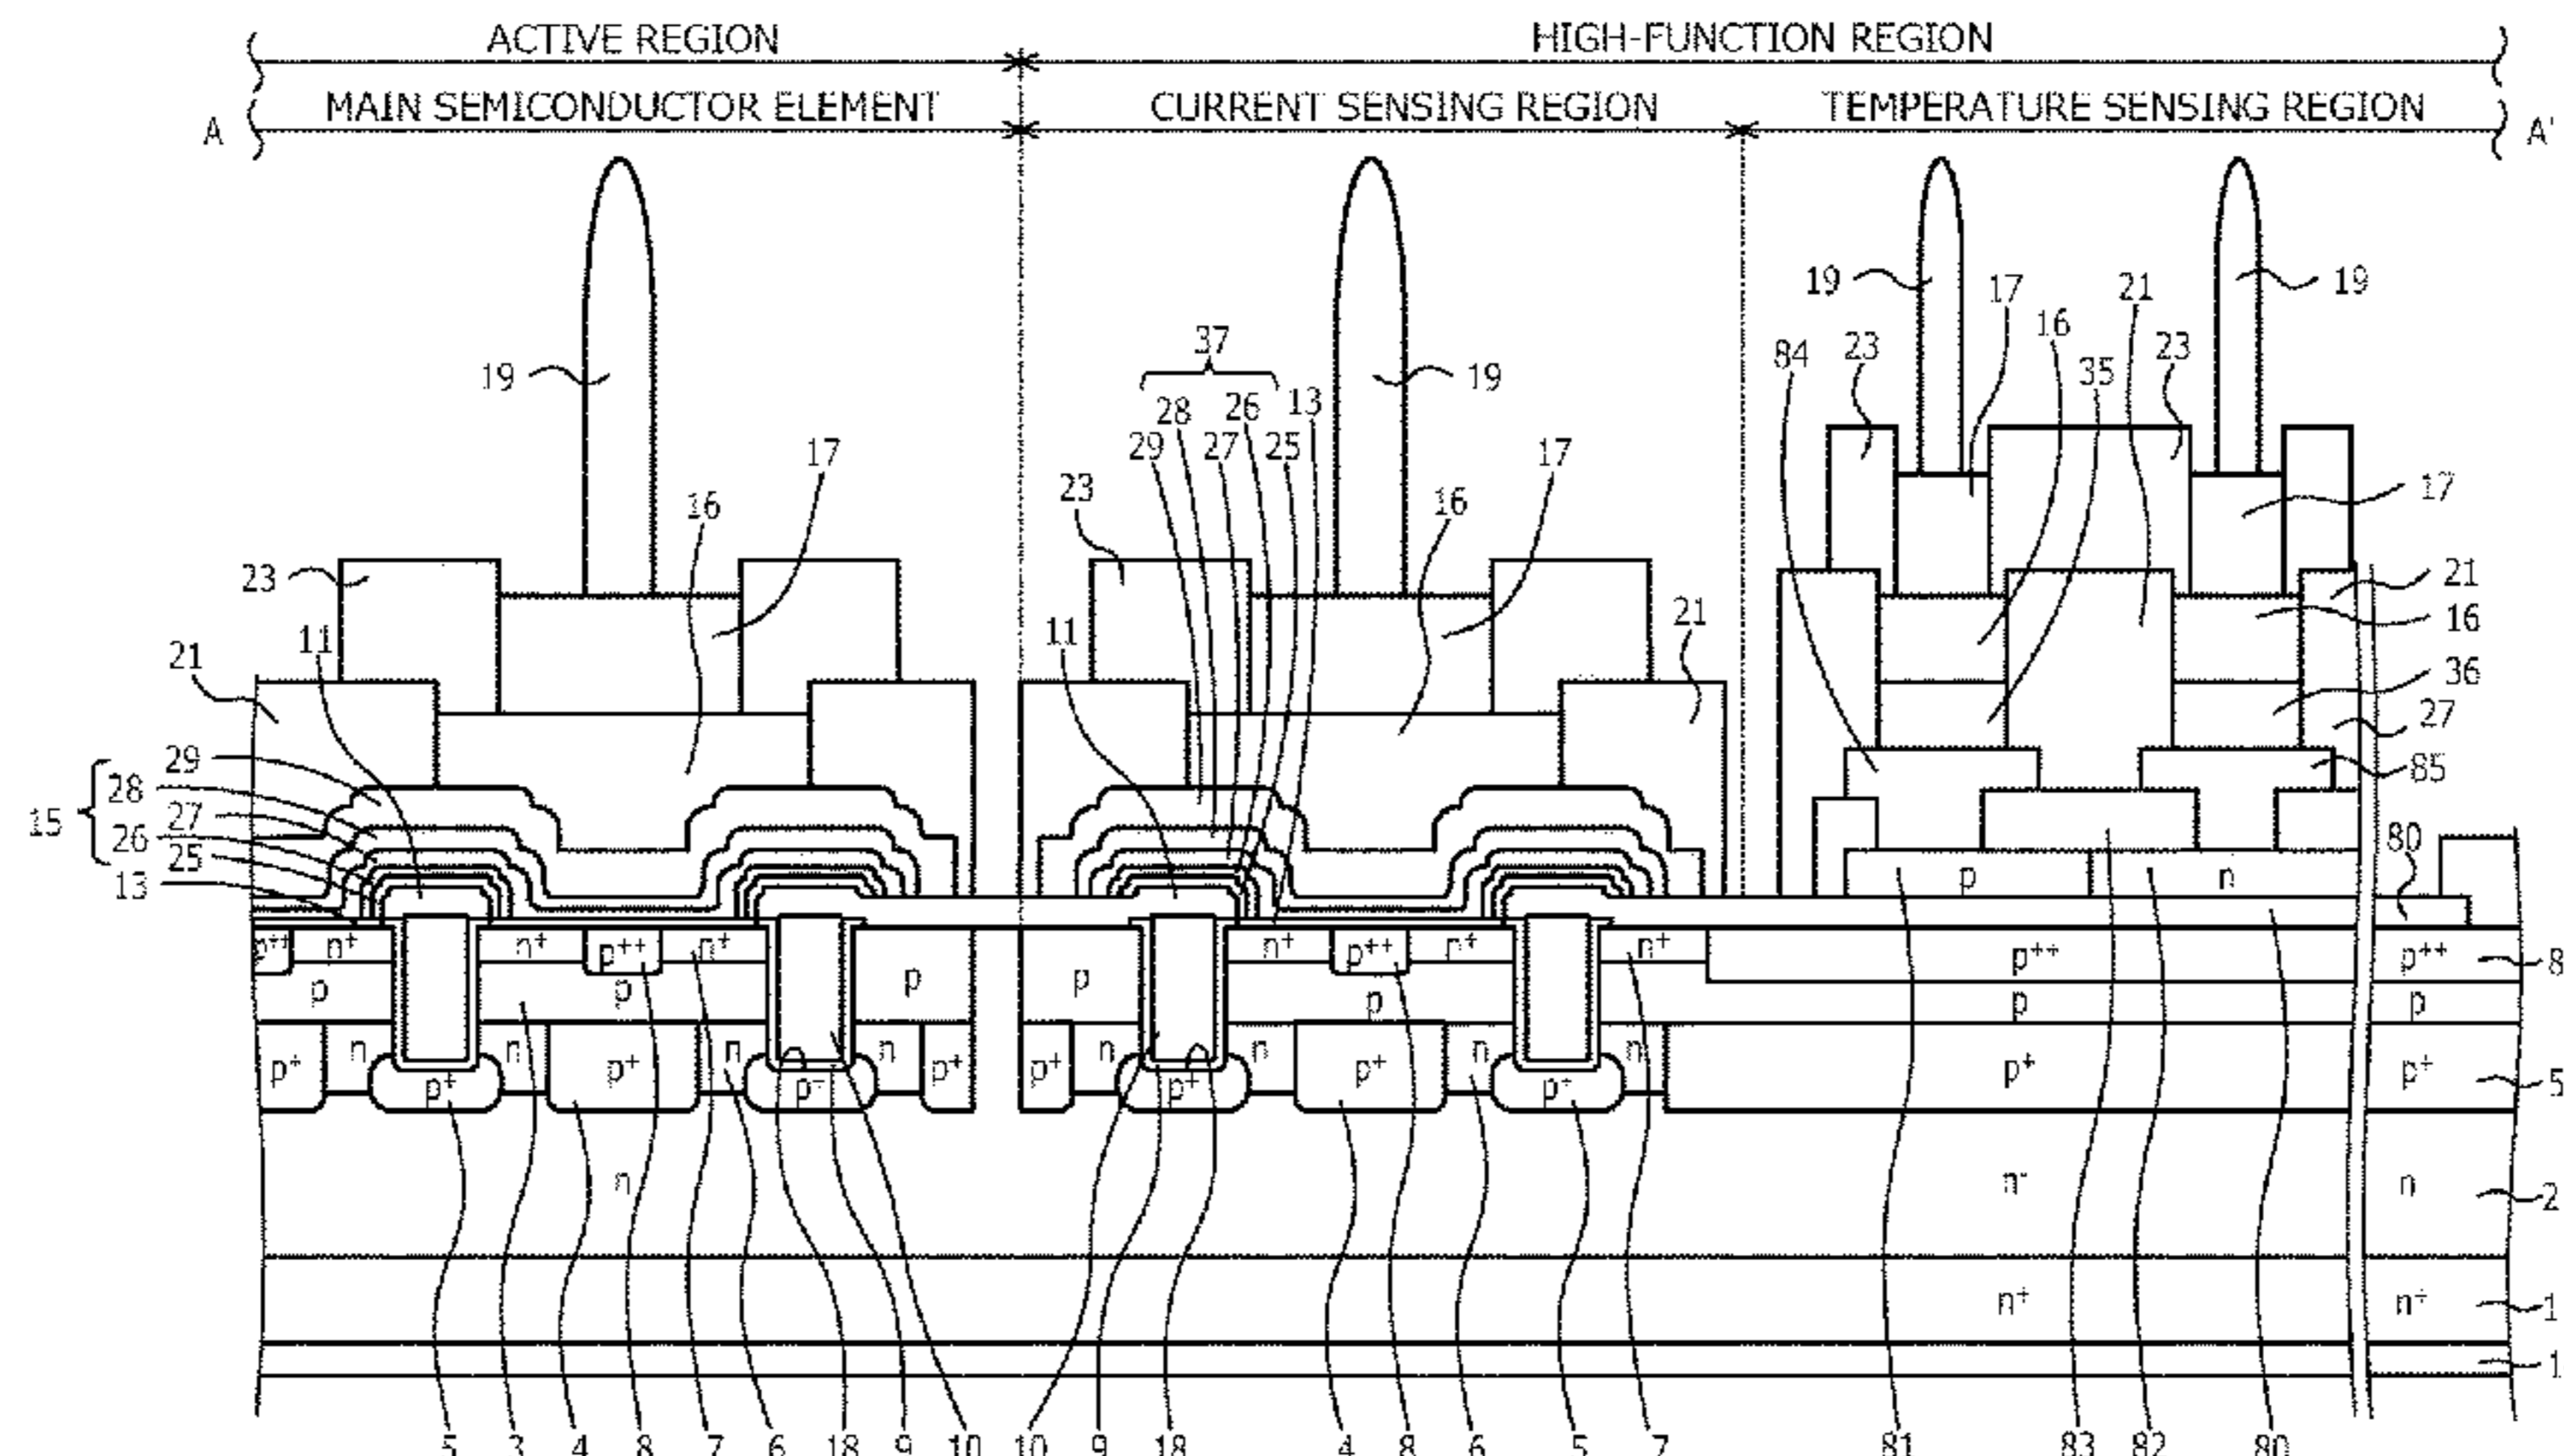 ACTIVE REGION HIGH-FUNCTION REGION
MAIN SEMICONDUCTOR ELEMENT CURRENT SENSING REGION TEMPERATURE SENSING REGION
A A'
19 17 21 19
37 16
23 84 23
19 28 26 13 19 35
29 27 25
17 17
23 16 17
16
23 21
11 11 21 16
21
36
29 27
28 85
15 27
26 80
25
13 p n
p++ n+ n+ p++ n+ n+ p++ n+ n+ p++ p++ 8
p p p p p p p
p+ n n p+ n n p+ p+ n n p+ n n p+ p+ 5
p+ p+ p+
n n- n 2
n+ n+ 1
1
5 3 4 8 7 6 18 9 10 10 9 18 4 8 6 5 7 81 83 82 80